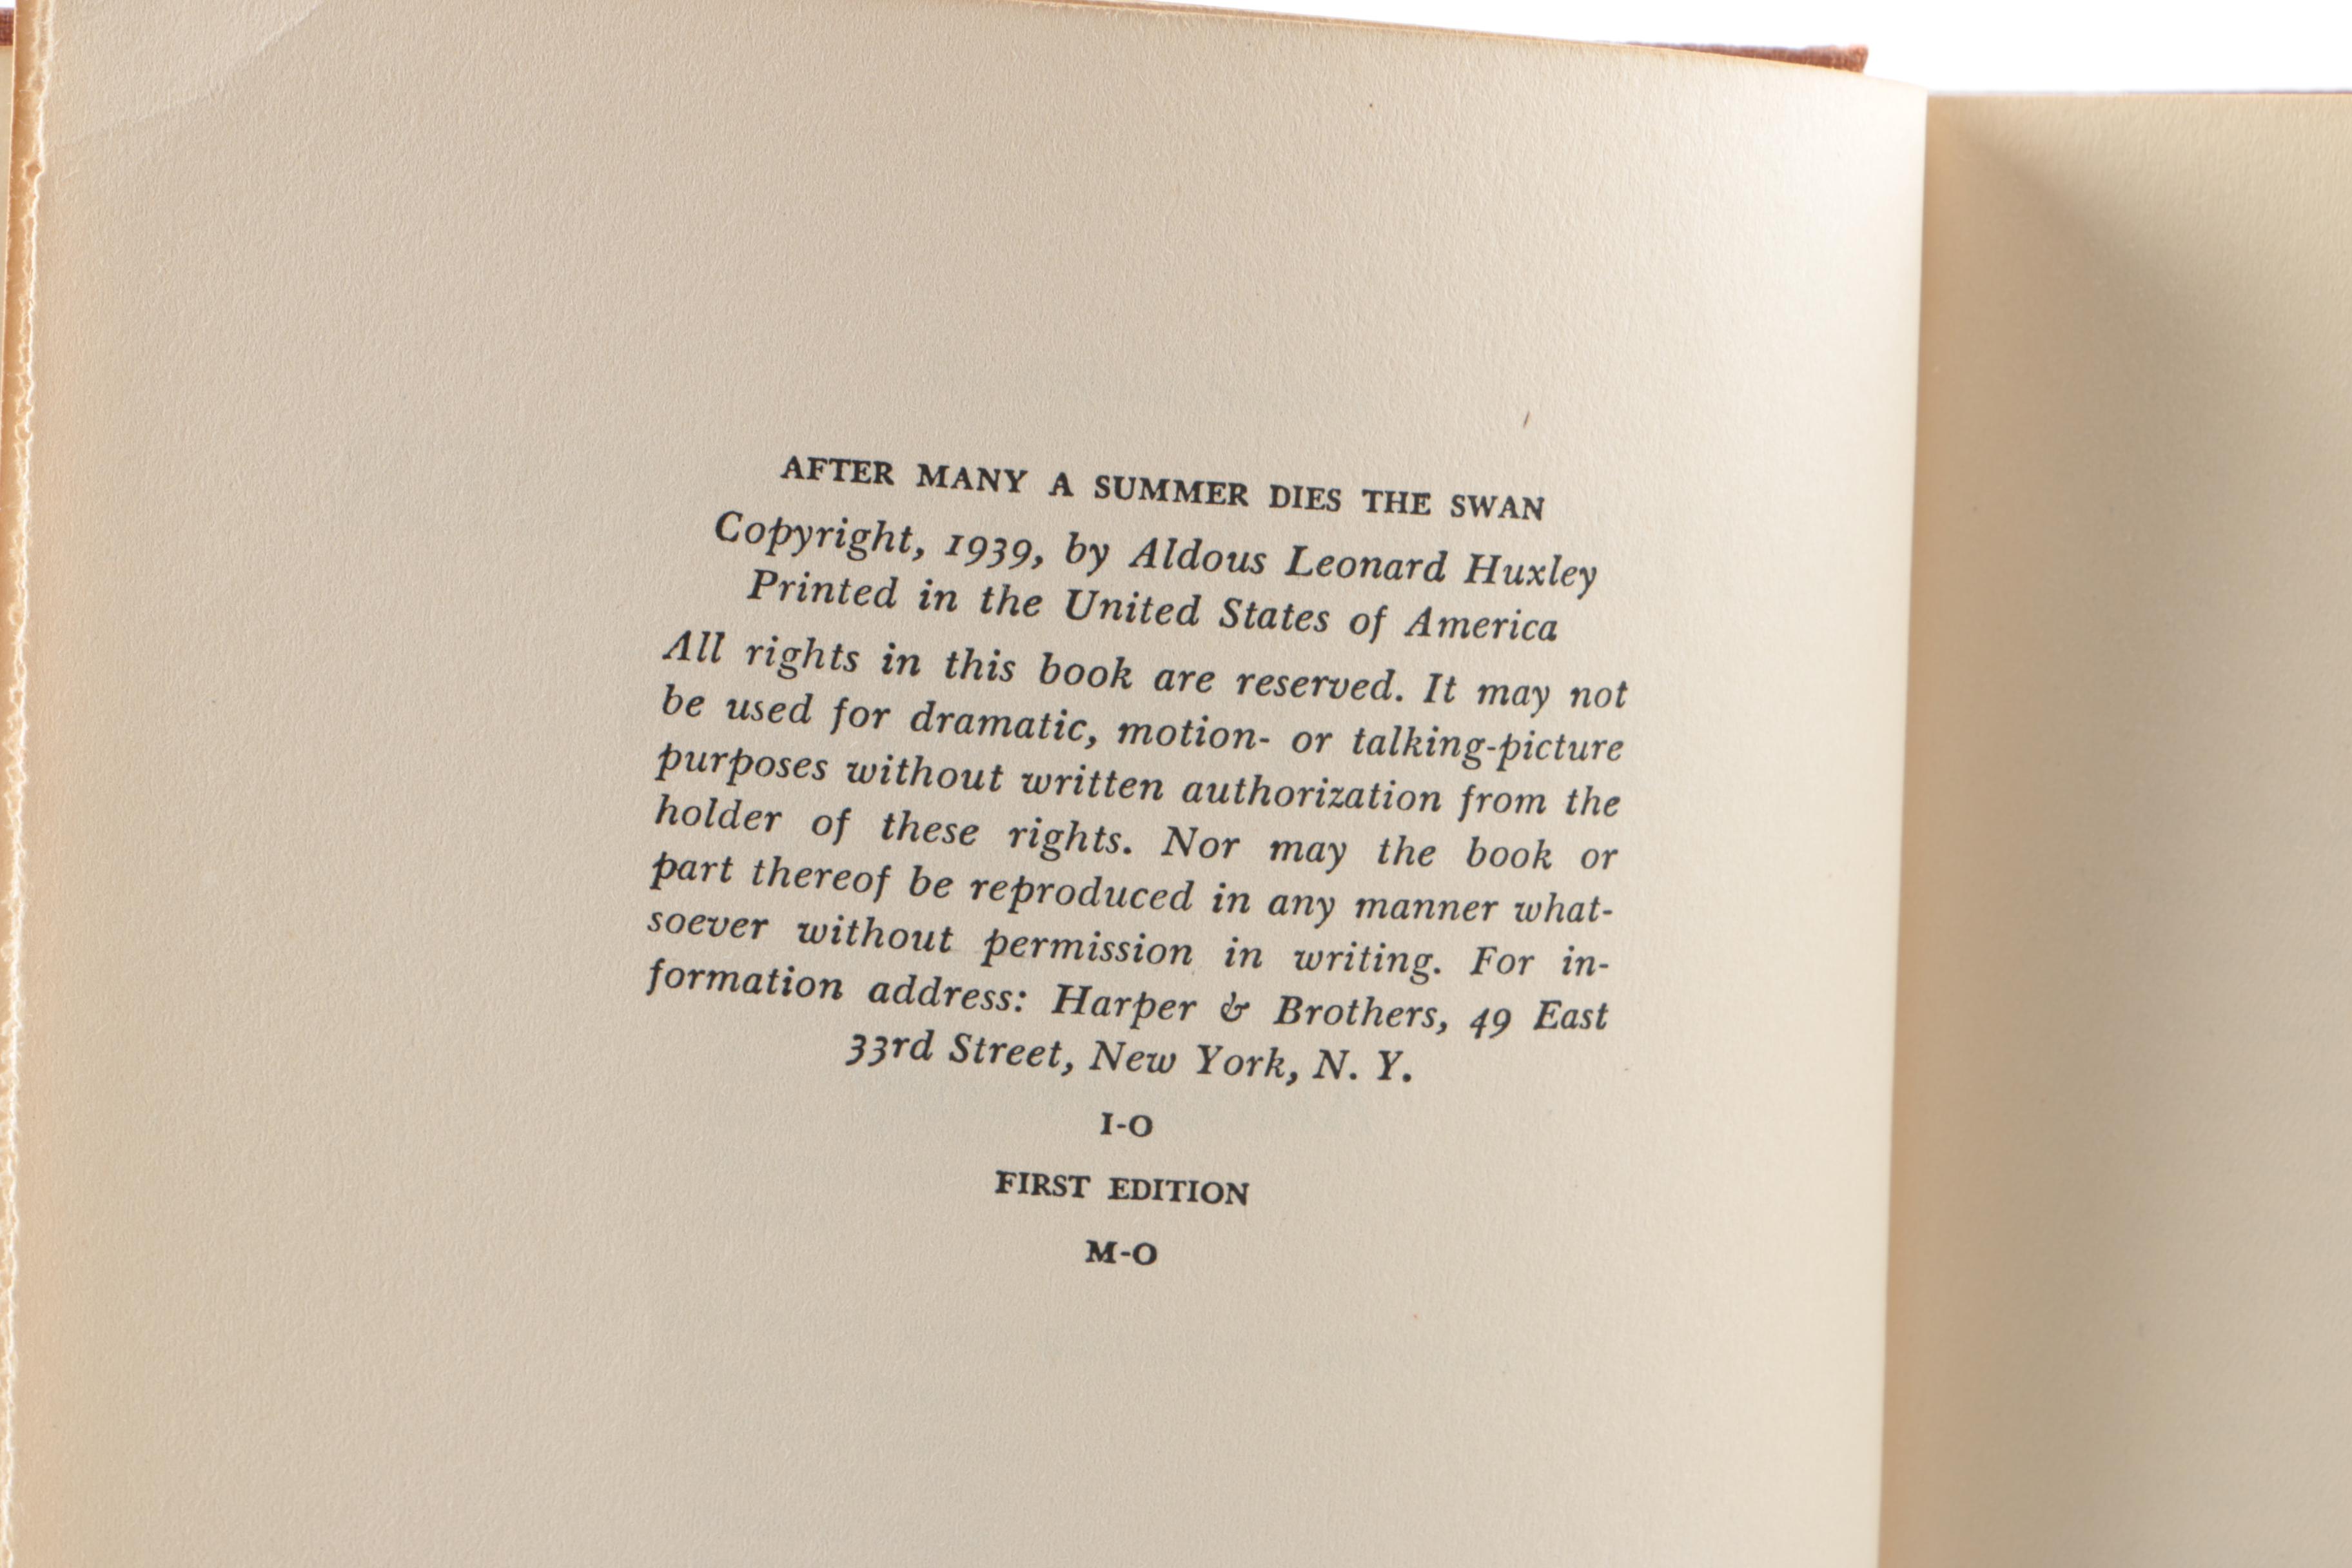 AFTER MANY A SUMMER DIES THE SWAN
Copyright, 1939, by Aldous Leonard Huxley
Printed in the United States of America
All rights in this book are reserved. It may not
be used for dramatic, motion- or talking-picture
purposes without written authorization from the
holder of these rights. Nor may the book or
part thereof be reproduced in any manner what-
soever without permission in writing. For in-
formation address: Harper & Brothers, 49 East
33rd Street, New York, N. Y.
I-O
FIRST EDITION
M-O